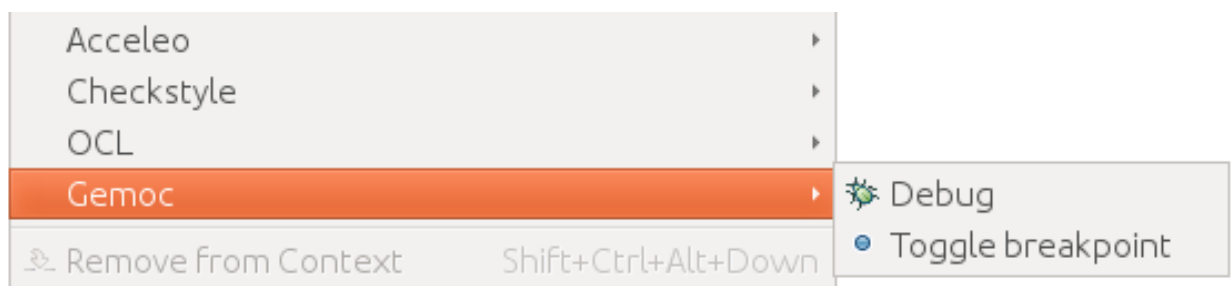 Acceleo
Checkstyle
OCL
Gemoc
Debug
Toggle breakpoint
Remove from Context Shift+Ctrl+Alt+Down